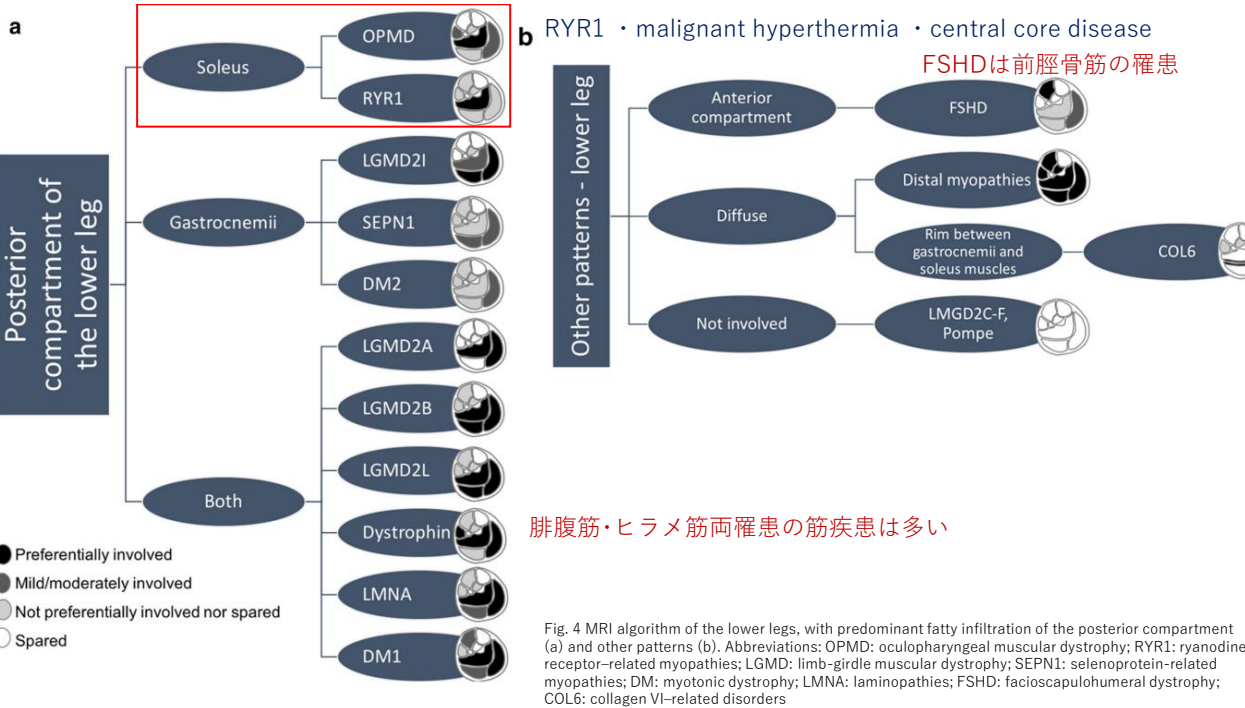 a
Posterior
compartment of
the lower leg
Soleus
OPMD
RYR1
Gastrocnemii
LGMD2I
SEPN1
DM2
Both
LGMD2A
LGMD2B
LGMD2L
Dystrophin
LMNA
DM1
Preferentially involved
Mild/moderately involved
Not preferentially involved nor spared
Spared
b
RYR1 ・malignant hyperthermia ・central core disease
FSHDは前脛骨筋の罹患
Other patterns - lower leg
Anterior
compartment
FSHD
Diffuse
Distal myopathies
Rim between
gastrocnemii and
soleus muscles
COL6
Not involved
LMGD2C-F,
Pompe
腓腹筋・ヒラメ筋両罹患の筋疾患は多い
Fig. 4 MRI algorithm of the lower legs, with predominant fatty infiltration of the posterior compartment
(a) and other patterns (b). Abbreviations: OPMD: oculopharyngeal muscular dystrophy; RYR1: ryanodine
receptor–related myopathies; LGMD: limb-girdle muscular dystrophy; SEPN1: selenoprotein-related
myopathies; DM: myotonic dystrophy; LMNA: laminopathies; FSHD: facioscapulohumeral dystrophy;
COL6: collagen VI–related disorders